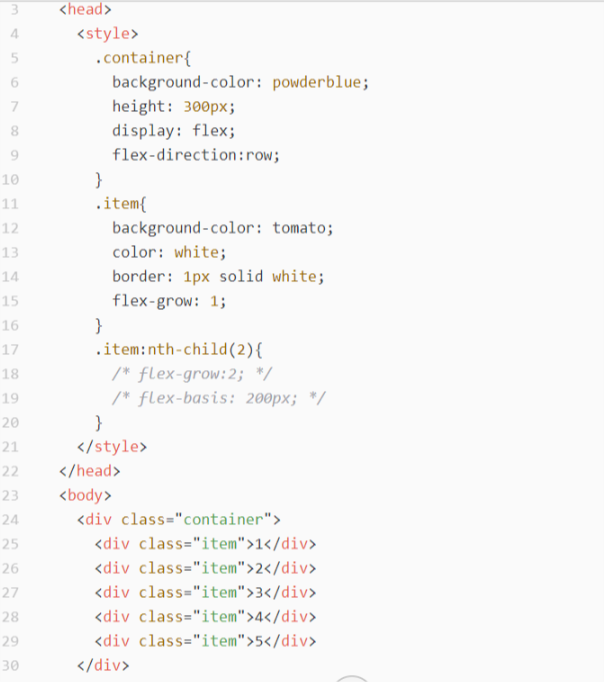 3 <head>
4 <style>
5 .container{
6 background-color: powderblue;
7 height: 300px;
8 display: flex;
9 flex-direction:row;
10 }
11 .item{
12 background-color: tomato;
13 color: white;
14 border: 1px solid white;
15 flex-grow: 1;
16 }
17 .item:nth-child(2){
18 /* flex-grow:2; */
19 /* flex-basis: 200px; */
20 }
21 </style>
22 </head>
23 <body>
24 <div class="container">
25 <div class="item">1</div>
26 <div class="item">2</div>
27 <div class="item">3</div>
28 <div class="item">4</div>
29 <div class="item">5</div>
30 </div>